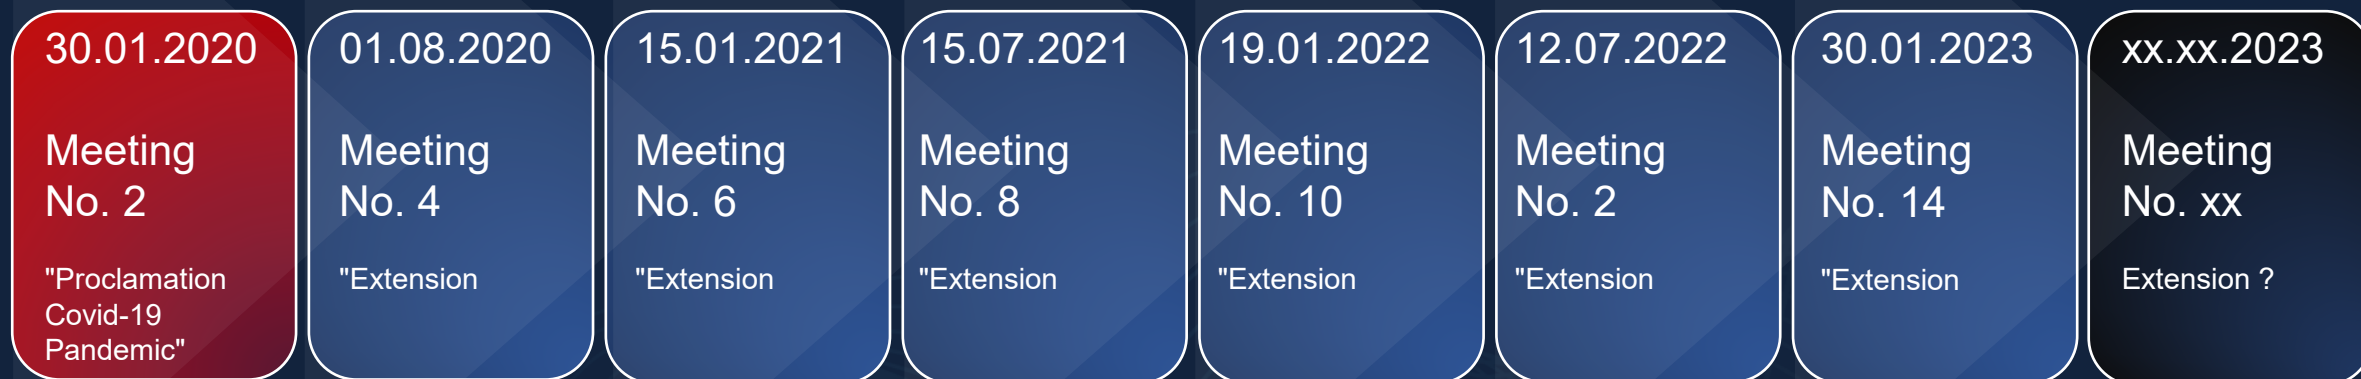 30.01.2020
Meeting
No. 2
"Proclamation
Covid-19
Pandemic"
01.08.2020
Meeting
No. 4
"Extension
15.01.2021
Meeting
No. 6
"Extension
15.07.2021
Meeting
No. 8
"Extension
19.01.2022
Meeting
No. 10
"Extension
12.07.2022
Meeting
No. 2
"Extension
30.01.2023
Meeting
No. 14
"Extension
xx.xx.2023
Meeting
No. xx
Extension ?